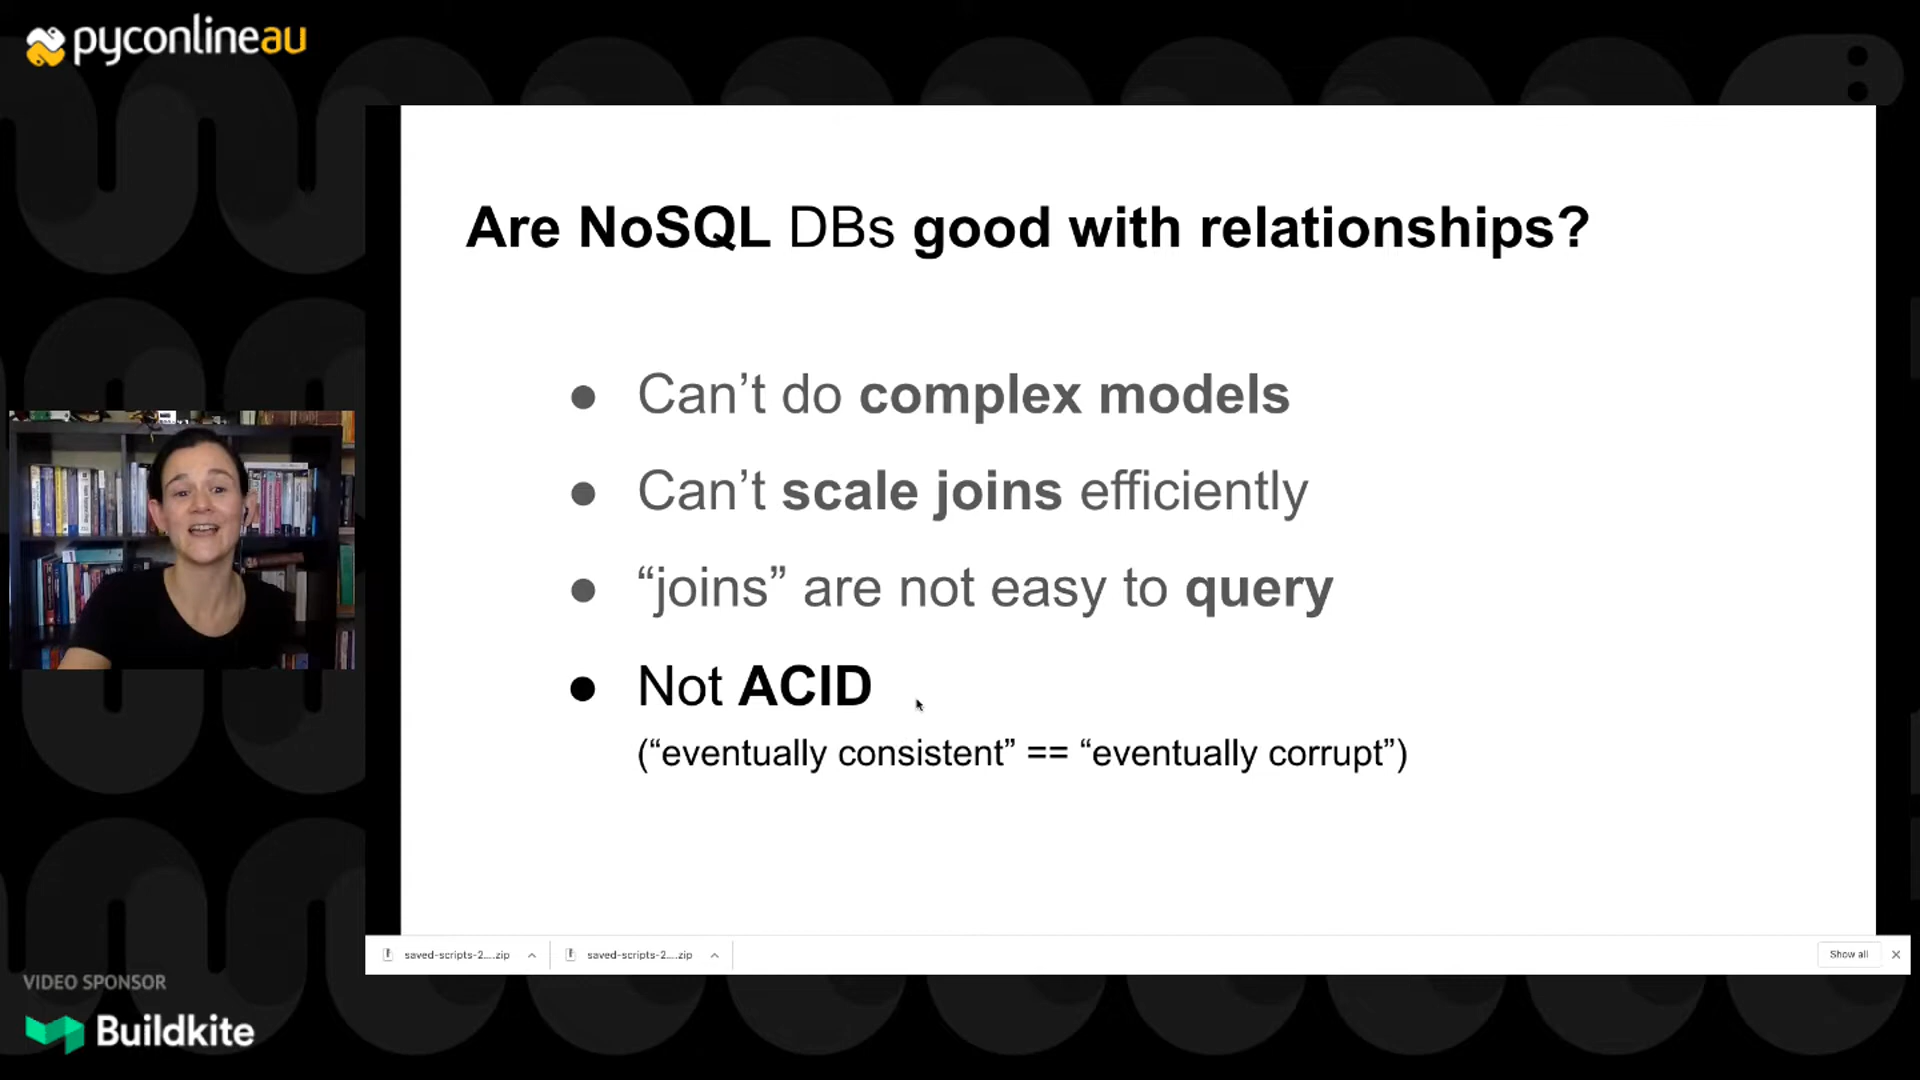 pyconlineau
Are NoSQL DBs good with relationships?
● Can’t do complex models
● Can’t scale joins efficiently
● “joins” are not easy to query
● Not ACID
(“eventually consistent” == “eventually corrupt”)
saved-scripts-2....zip
saved-scripts-2....zip
Show all
VIDEO SPONSOR
Buildkite